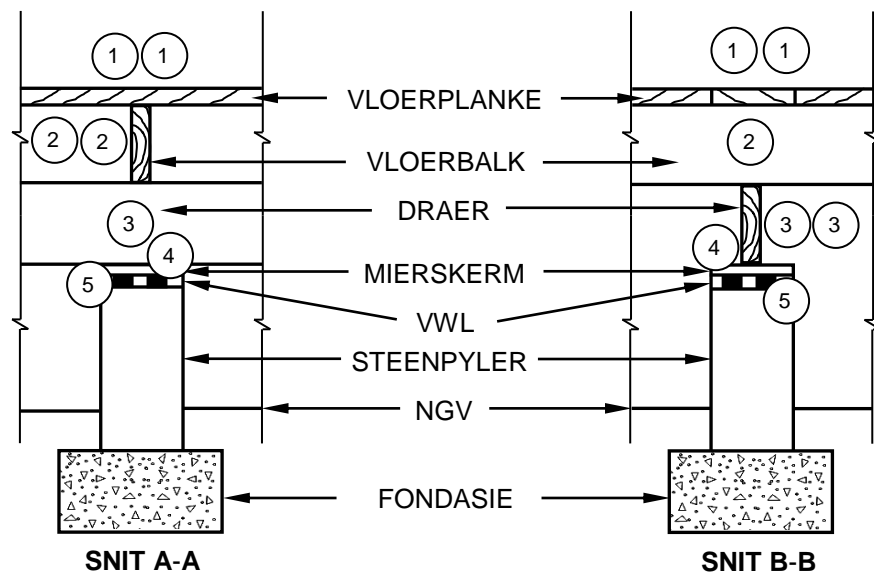 1 1 1 1
VLOERPLANKE
2 2 VLOERBALK 2
DRAER
3 3 3
4 MIERSKERM 4
5 VWL 5
STEENPYLER
NGV
FONDASIE
SNIT A-A SNIT B-B